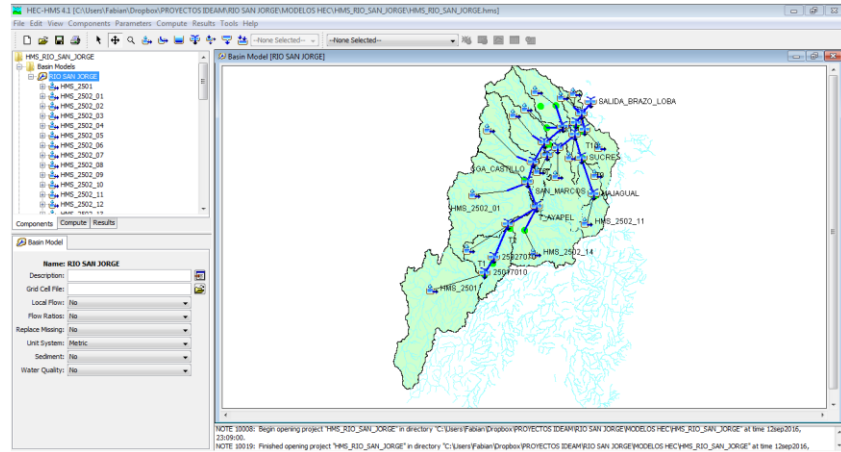 HEC-HMS 4.1 [C:\Users\Fabian\Dropbox\PROYECTOS IDEAM\RIO SAN JORGE\MODELOS HEC\HMS_RIO_SAN_JORGE\HMS_RIO_SAN_JORGE.hms]
File Edit View Components Parameters Compute Results Tools Help
--None Selected-- --None Selected--
HMS_RIO_SAN_JORGE
Basin Models
RIO SAN JORGE
HMS_2501
HMS_2502_01
HMS_2502_02
HMS_2502_03
HMS_2502_04
HMS_2502_05
HMS_2502_06
HMS_2502_07
HMS_2502_08
HMS_2502_09
HMS_2502_10
HMS_2502_11
HMS_2502_12
Components Compute Results
Basin Model
Name: RIO SAN JORGE
Description:
Grid Cell File:
Local Flow: No
Flow Ratios: No
Replace Missing: No
Unit System: Metric
Sediment: No
Water Quality: No
Basin Model [RIO SAN JORGE]
SALIDA_BRAZO_LOBA
SUCRES
CGA_CASTILLO
SAN_MARCOS
MAJAGUAL
HMS_2502_01
AYAPEL
HMS_2502_11
T2
HMS_2502_14
T1
25017010
HMS_2501
NOTE 10008: Begin opening project "HMS_RIO_SAN_JORGE" in directory "C:\Users\Fabian\Dropbox\PROYECTOS IDEAM\RIO SAN JORGE\MODELOS HEC\HMS_RIO_SAN_JORGE" at time 12sep2016,
23:09:00.
NOTE 10019: Finished opening project "HMS_RIO_SAN_JORGE" in directory "C:\Users\Fabian\Dropbox\PROYECTOS IDEAM\RIO SAN JORGE\MODELOS HEC\HMS_RIO_SAN_JORGE" at time 12sep2016,